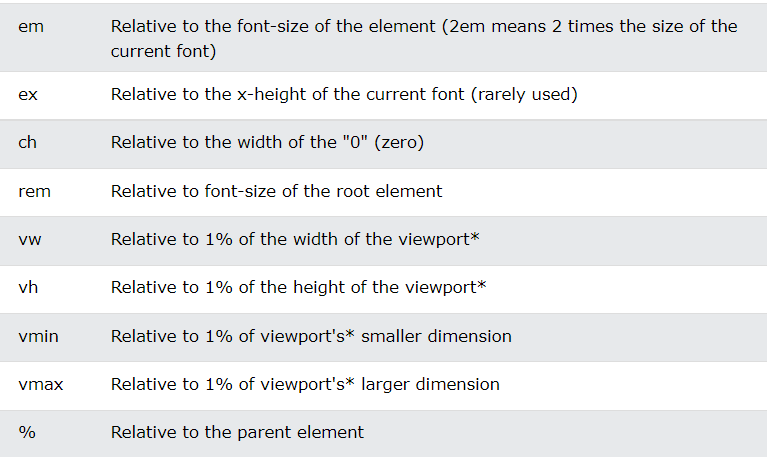 em Relative to the font-size of the element (2em means 2 times the size of the
current font)
ex Relative to the x-height of the current font (rarely used)
ch Relative to the width of the "0" (zero)
rem Relative to font-size of the root element
vw Relative to 1% of the width of the viewport*
vh Relative to 1% of the height of the viewport*
vmin Relative to 1% of viewport's* smaller dimension
vmax Relative to 1% of viewport's* larger dimension
% Relative to the parent element